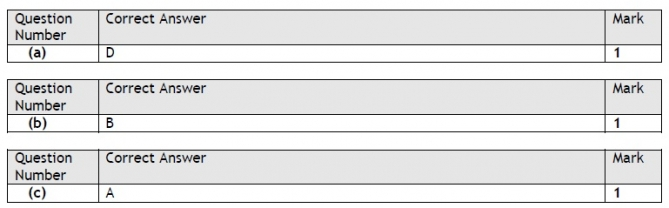 Question Number Correct Answer Mark
(a) D 1
Question Number Correct Answer Mark
(b) B 1
Question Number Correct Answer Mark
(c) A 1